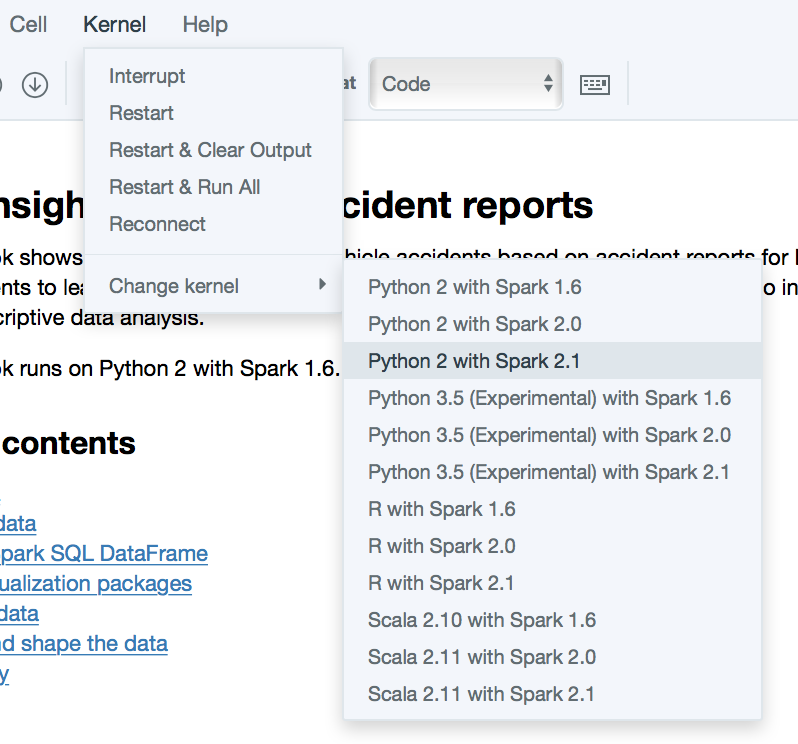 Cell Kernel Help
Code
Interrupt
Restart
Restart & Clear Output
Restart & Run All
Reconnect
Change kernel
Python 2 with Spark 1.6
Python 2 with Spark 2.0
Python 2 with Spark 2.1
Python 3.5 (Experimental) with Spark 1.6
Python 3.5 (Experimental) with Spark 2.0
Python 3.5 (Experimental) with Spark 2.1
R with Spark 1.6
R with Spark 2.0
R with Spark 2.1
Scala 2.10 with Spark 1.6
Scala 2.11 with Spark 2.0
Scala 2.11 with Spark 2.1
nsigh cident reports
ok shows hicle accidents based on accident reports for
ents to lea o in
criptive data analysis.
ok runs on Python 2 with Spark 1.6.
contents
data
park SQL DataFrame
ualization packages
data
nd shape the data
y